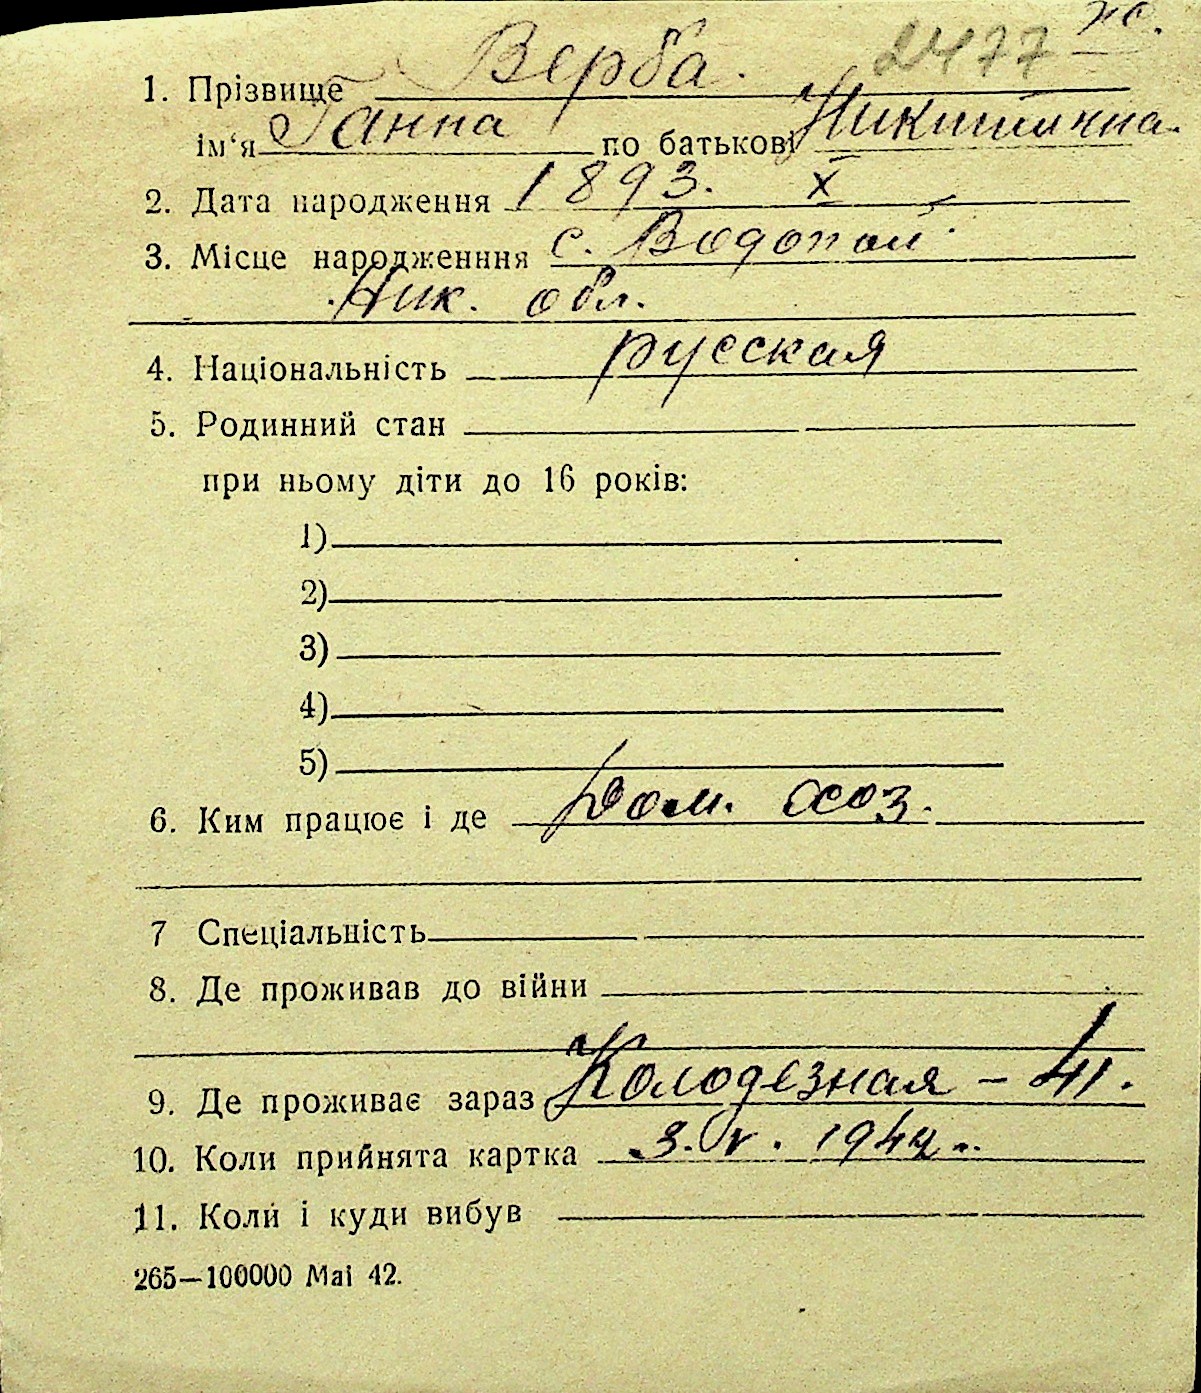 2477
1. Прізвище Верба.
ім‘я Ганна по батькові Никитична.
2. Дата народження 1893. X
3. Місце народженння с. Водопой
Ник. обл.
4. Національність русская
5. Родинний стан
при ньому діти до 16 років:
1)
2)
3)
4)
5)
6. Ким працює і де Дом. хоз.
7 Спеціальність
8. Де проживав до війни
9. Де проживає зараз Колодезная – 41.
10. Коли прийнята картка 3. V. 1942
11. Коли і куди вибув
265—100000 Mai 42.